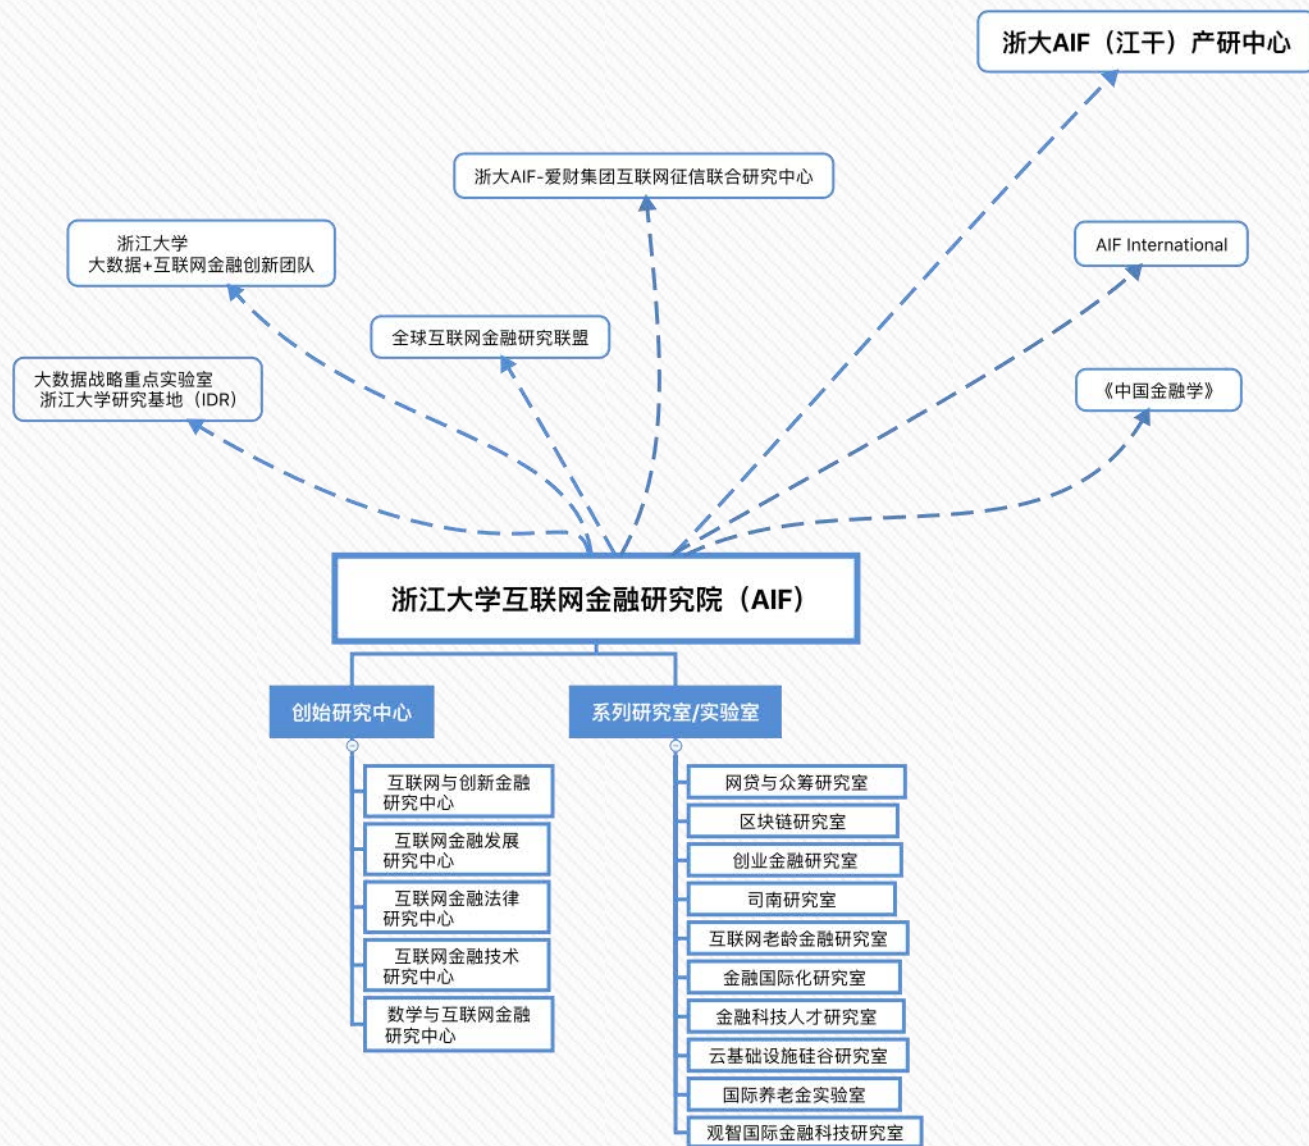 浙大AIF（江干）产研中心
浙大AIF-爱财集团互联网征信联合研究中心
浙江大学
大数据+互联网金融创新团队
AIF International
全球互联网金融研究联盟
大数据战略重点实验室
浙江大学研究基地（IDR）
《中国金融学》
浙江大学互联网金融研究院（AIF）
创始研究中心
互联网与创新金融
研究中心
互联网金融发展
研究中心
互联网金融法律
研究中心
互联网金融技术
研究中心
数学与互联网金融
研究中心
系列研究室/实验室
网贷与众筹研究室
区块链研究室
创业金融研究室
司南研究室
互联网老龄金融研究室
金融国际化研究室
金融科技人才研究室
云基础设施硅谷研究室
国际养老金实验室
观智国际金融科技研究室